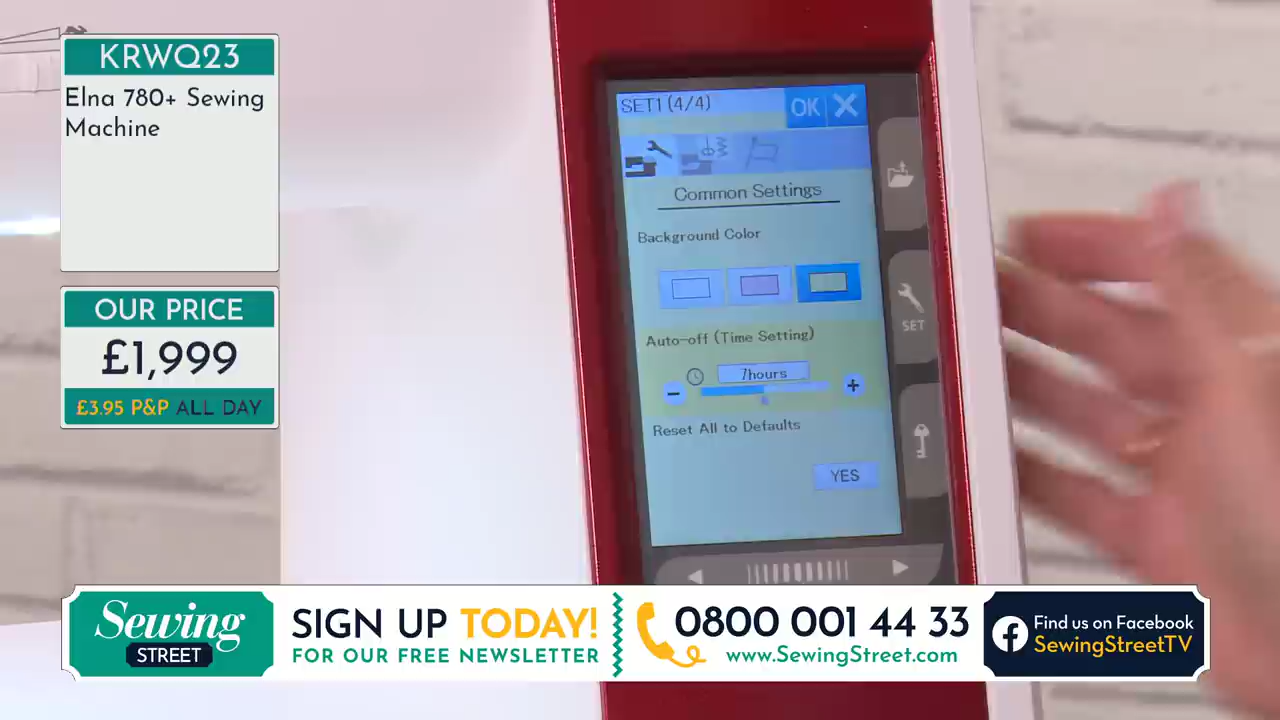 KRWQ23
Elna 780+ Sewing
Machine
OUR PRICE
£1,999
£3.95 P&P ALL DAY
SET1 (4/4)
OK
Common Settings
Background Color
Auto-off (Time Setting)
7hours
Reset All to Defaults
YES
SET
Sewing
STREET
SIGN UP TODAY!
FOR OUR FREE NEWSLETTER
0800 001 44 33
www.SewingStreet.com
Find us on Facebook
SewingStreetTV